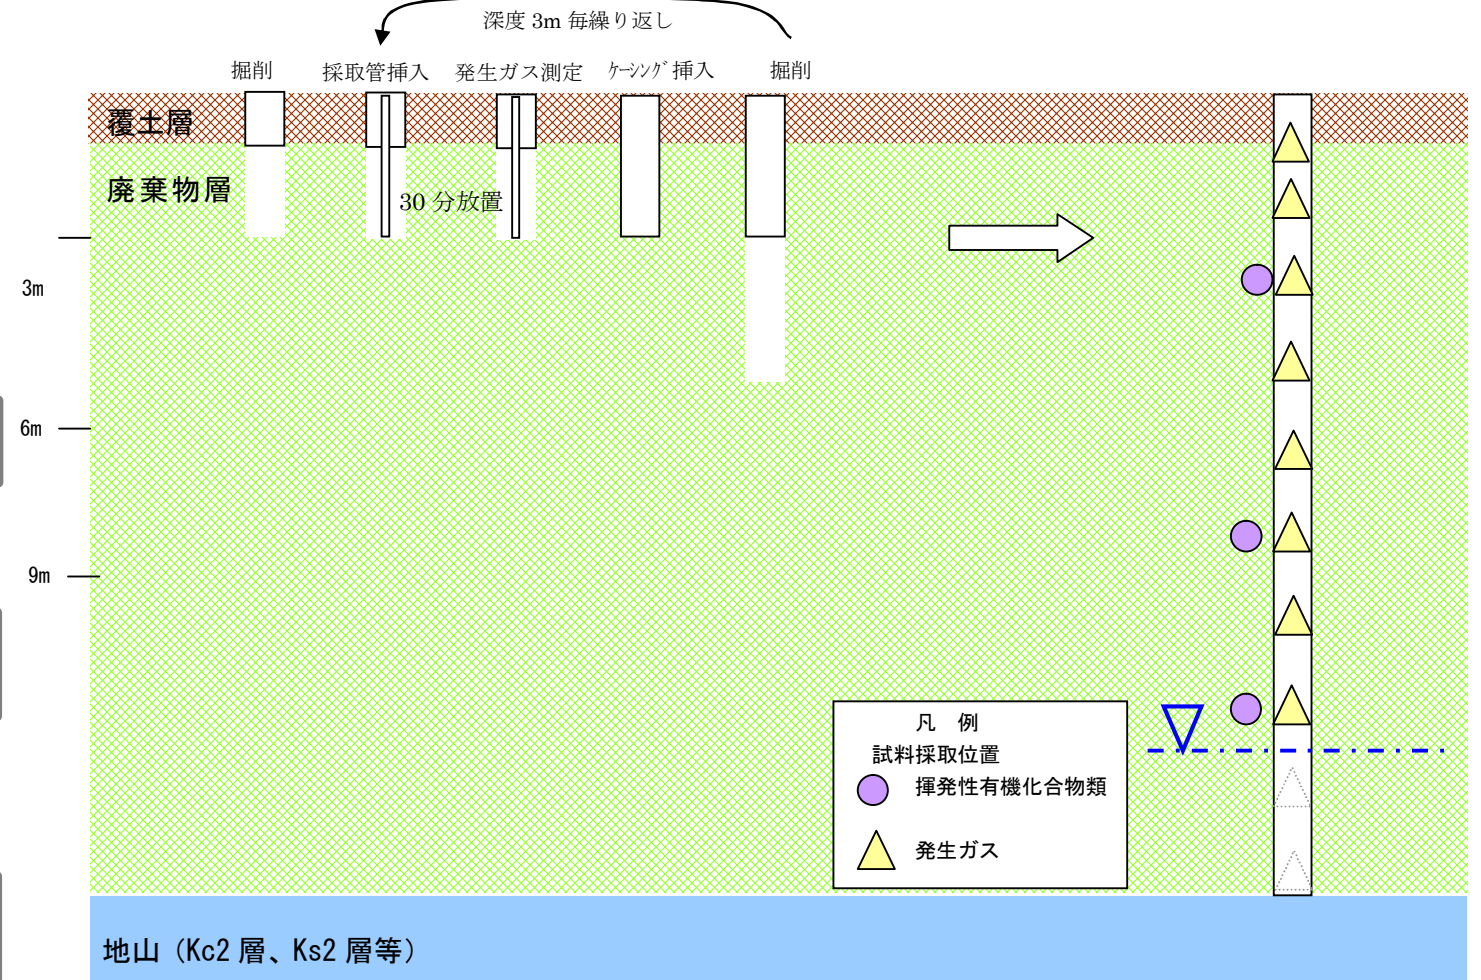 深度 3m 毎繰り返し
掘削
採取管挿入
発生ガス測定
ｹｰｼﾝｸﾞ挿入
掘削
覆土層
廃棄物層
30 分放置
3m
6m
9m
凡　例
試料採取位置
揮発性有機化合物類
発生ガス
地山（Kc2 層、Ks2 層等）